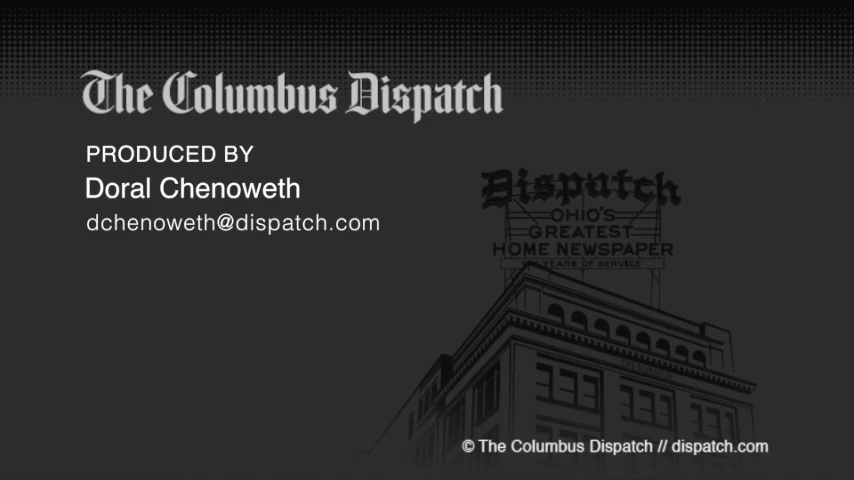 The Columbus Dispatch
PRODUCED BY
Doral Chenoweth
dchenoweth@dispatch.com
Dispatch
OHIO'S
GREATEST
HOME NEWSPAPER
YEARS OF SERVICE
© The Columbus Dispatch // dispatch.com